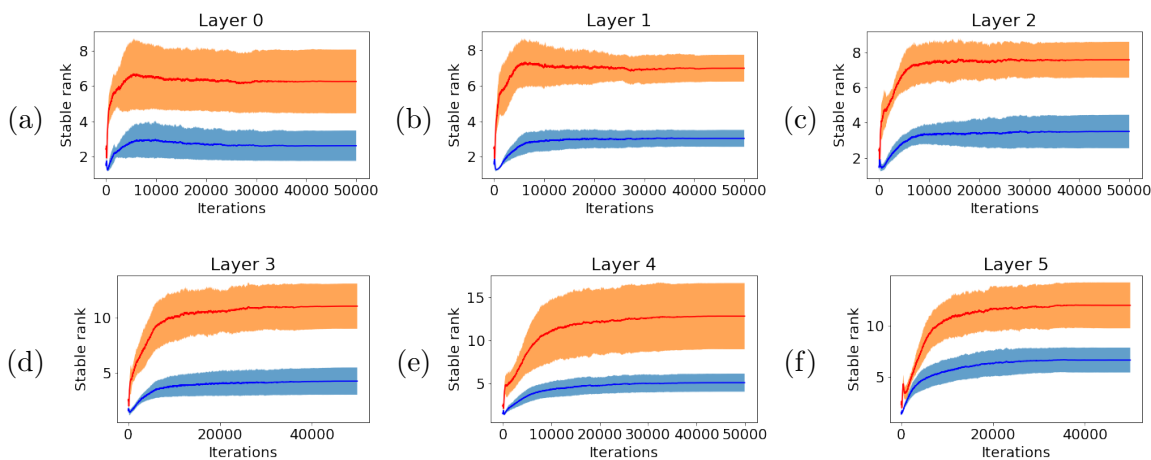 Layer 0
(a)
Stable rank
8
6
4
2
0 10000 20000 30000 40000 50000
Iterations
Layer 1
(b)
Stable rank
8
6
4
2
0 10000 20000 30000 40000 50000
Iterations
Layer 2
(c)
Stable rank
8
6
4
2
0 10000 20000 30000 40000 50000
Iterations
Layer 3
(d)
Stable rank
10
5
0 20000 40000
Iterations
Layer 4
(e)
Stable rank
15
10
5
0 10000 20000 30000 40000 50000
Iterations
Layer 5
(f)
Stable rank
10
5
0 20000 40000
Iterations